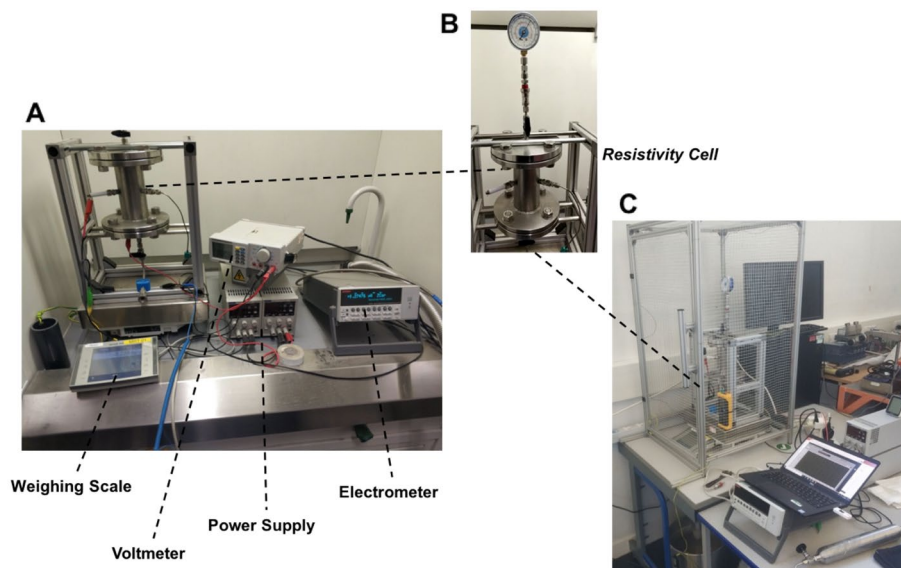 A
B
Resistivity Cell
C
Weighing Scale
Electrometer
Power Supply
Voltmeter